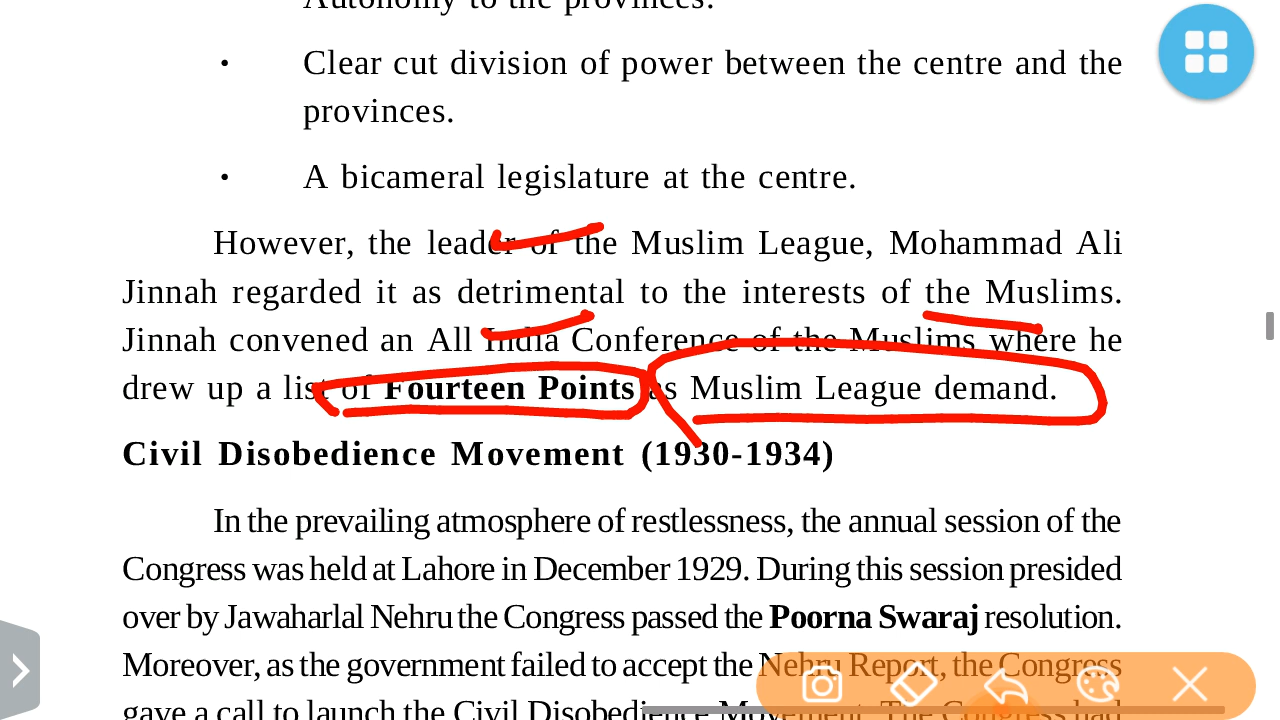 Autonomy to the provinces.
• Clear cut division of power between the centre and the
provinces.
• A bicameral legislature at the centre.
However, the leader of the Muslim League, Mohammad Ali
Jinnah regarded it as detrimental to the interests of the Muslims.
Jinnah convened an All India Conference of the Muslims where he
drew up a list of Fourteen Points as Muslim League demand.
Civil Disobedience Movement (1930-1934)
In the prevailing atmosphere of restlessness, the annual session of the
Congress was held at Lahore in December 1929. During this session presided
over by Jawaharlal Nehru the Congress passed the Poorna Swaraj resolution.
Moreover, as the government failed to accept the Nehru Report, the Congress
gave a call to launch the Civil Disobedience Movement. The Congress had